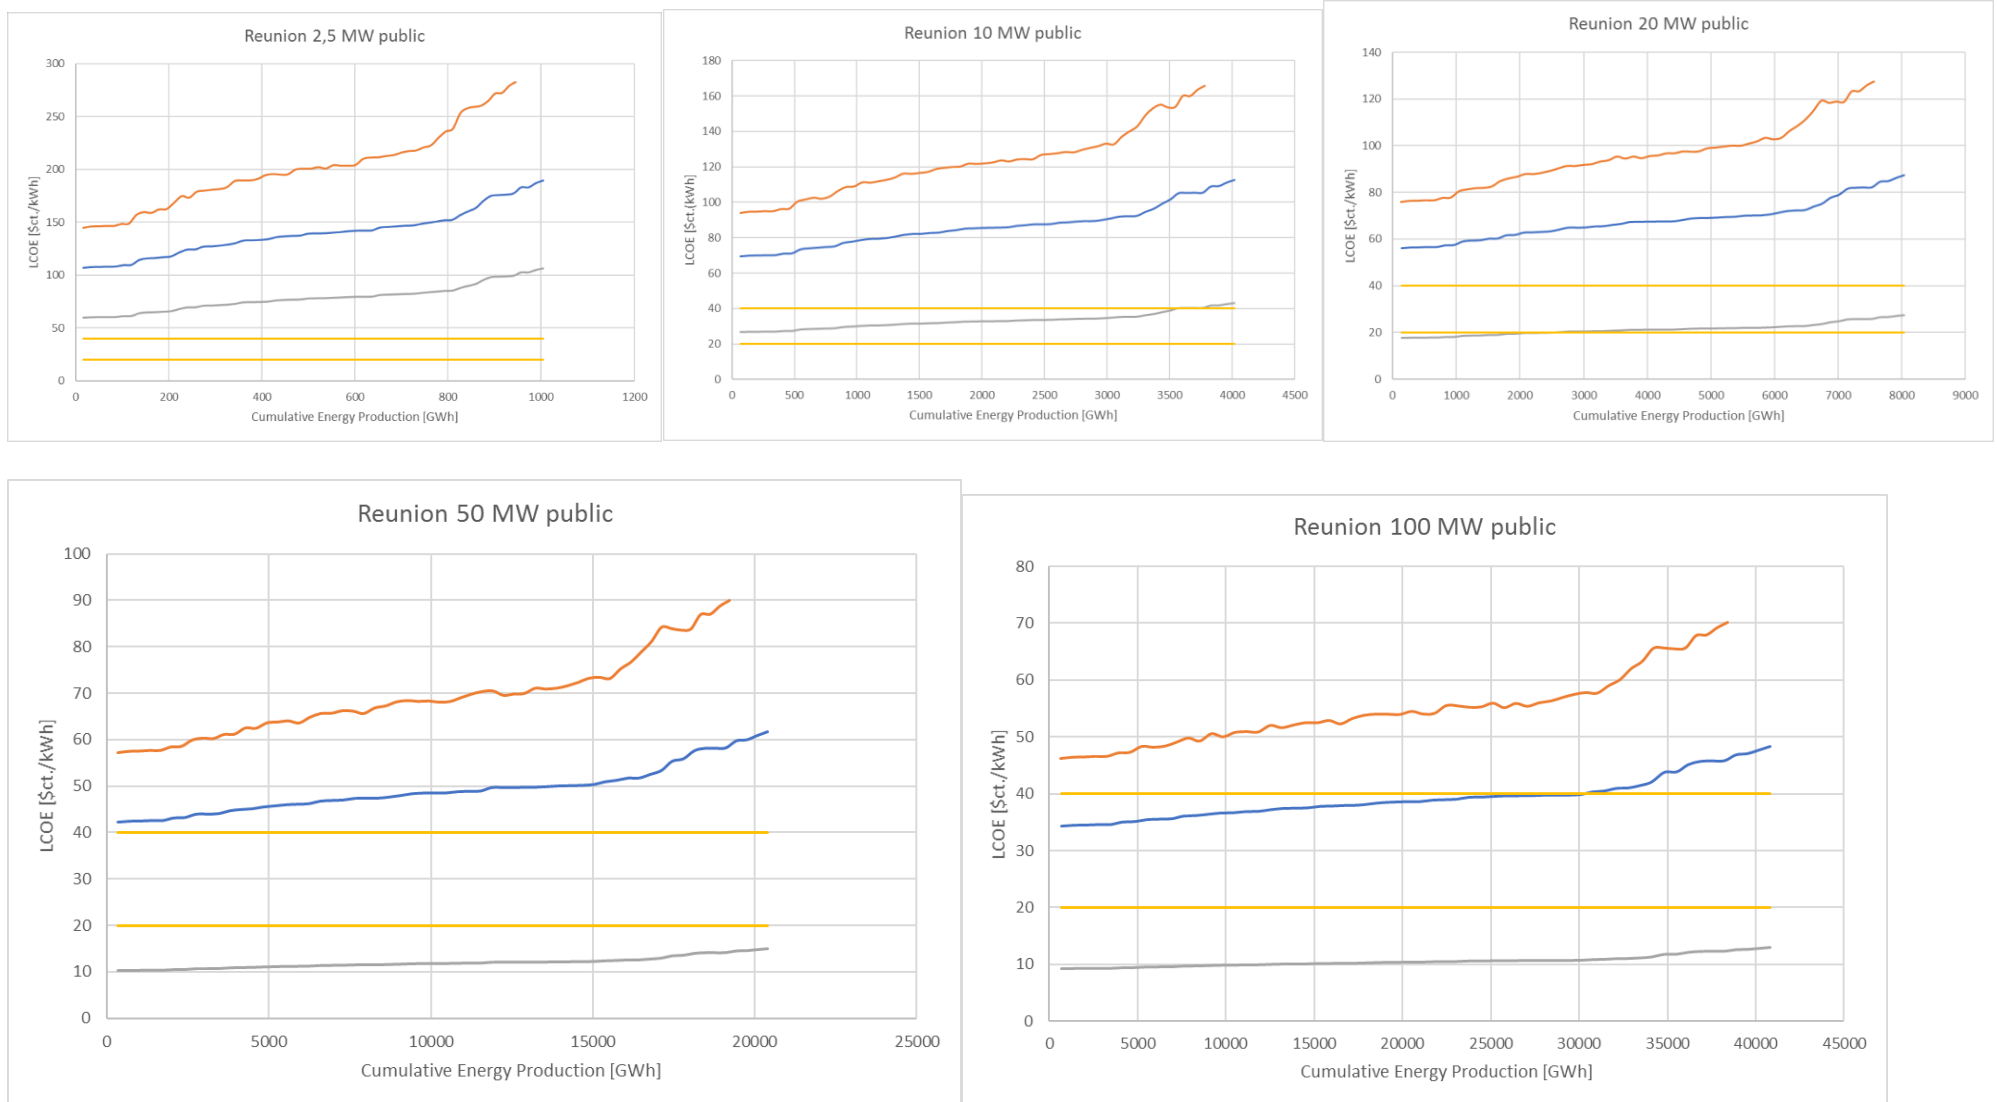 Reunion 2,5 MW public
300
250
200
150
100
50
0
LCOE [$ct./kWh]
0 200 400 600 800 1000 1200
Cumulative Energy Production [GWh]
Reunion 10 MW public
180
160
140
120
100
80
60
40
20
0
LCOE [$ct.(kWh]
0 500 1000 1500 2000 2500 3000 3500 4000 4500
Cumulative Energy Production [GWh]
Reunion 20 MW public
140
120
100
80
60
40
20
0
LCOE [$ct./kWh]
0 1000 2000 3000 4000 5000 6000 7000 8000 9000
Cumulative Energy Production [GWh]
Reunion 50 MW public
100
90
80
70
60
50
40
30
20
10
0
LCOE [$ct./kWh]
0 5000 10000 15000 20000 25000
Cumulative Energy Production [GWh]
Reunion 100 MW public
80
70
60
50
40
30
20
10
0
LCOE [$ct./kWh]
0 5000 10000 15000 20000 25000 30000 35000 40000 45000
Cumulative Energy Production [GWh]